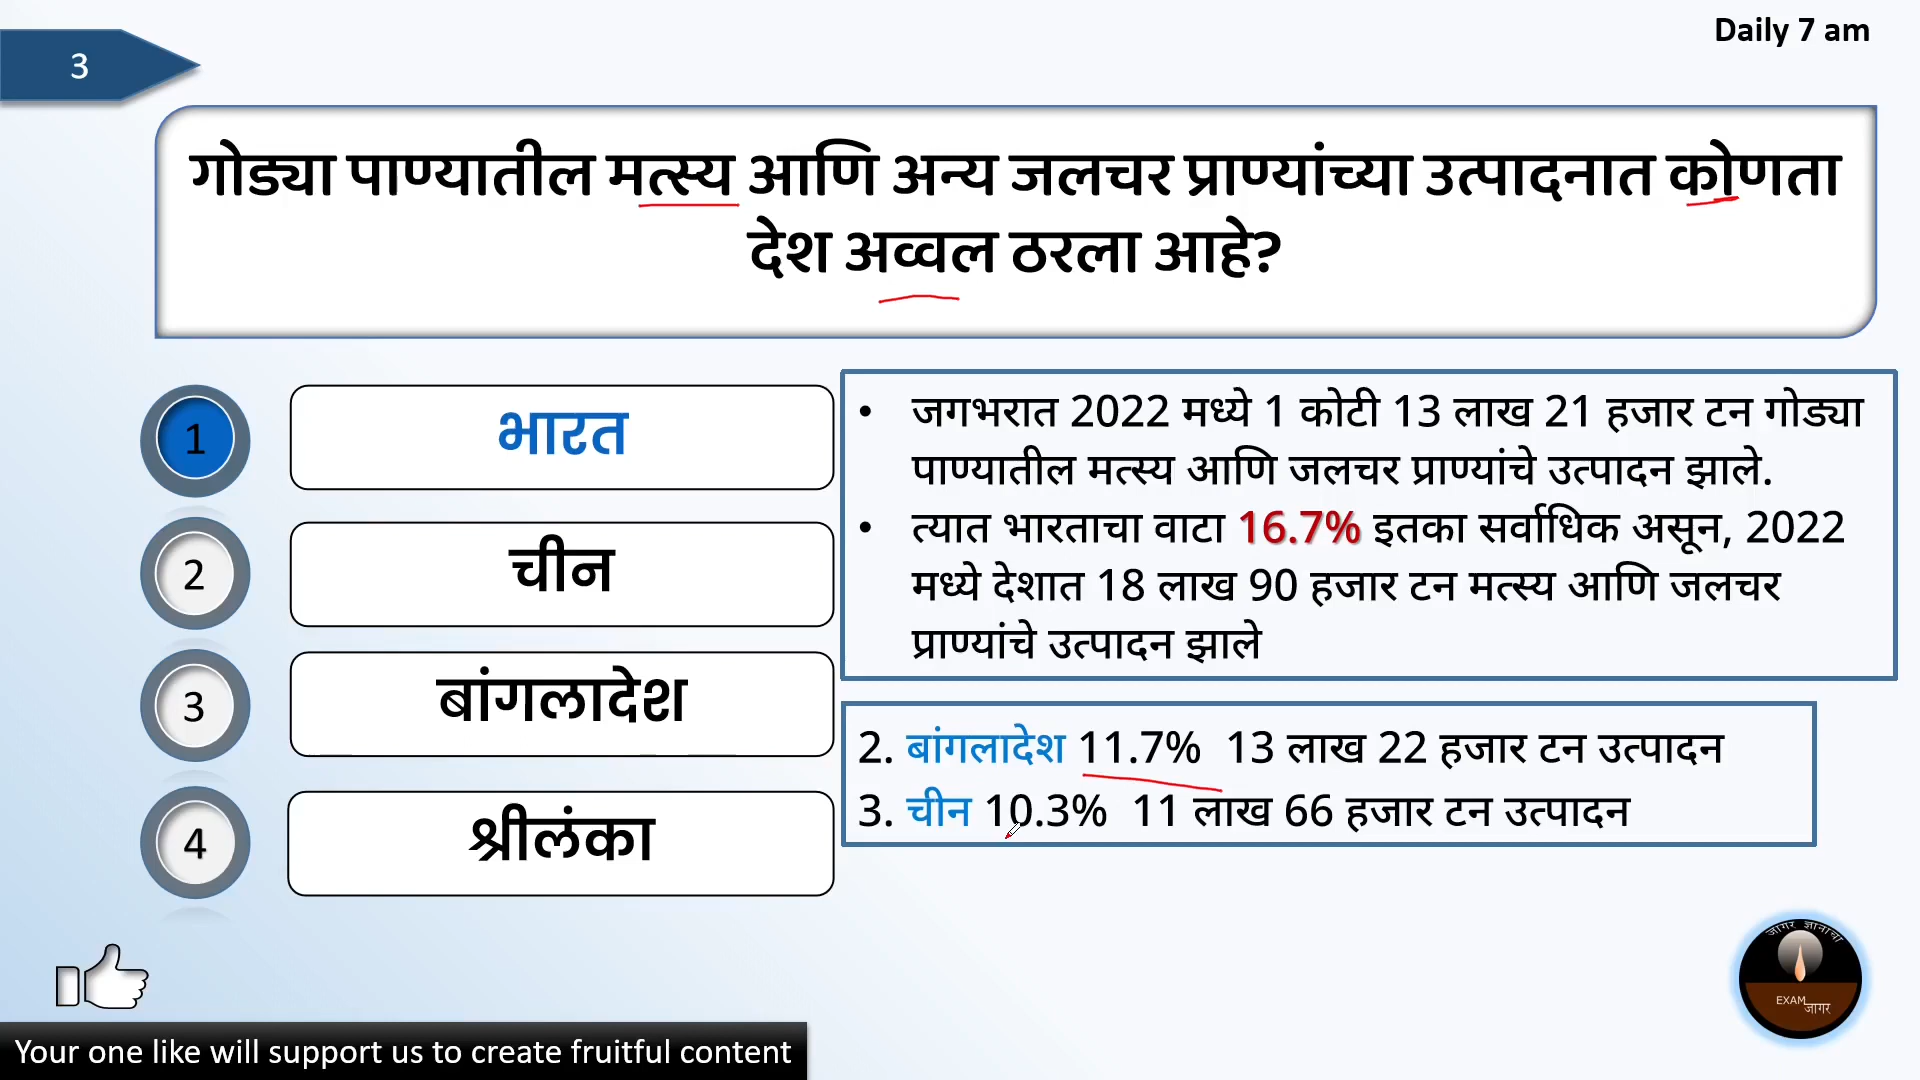 Daily 7 am
3
गोड्या पाण्यातील मत्स्य आणि अन्य जलचर प्राण्यांच्या उत्पादनात कोणता
देश अव्वल ठरला आहे?
1
भारत
2
चीन
3
बांगलादेश
4
श्रीलंका
• जगभरात 2022 मध्ये 1 कोटी 13 लाख 21 हजार टन गोड्या
पाण्यातील मत्स्य आणि जलचर प्राण्यांचे उत्पादन झाले.
• त्यात भारताचा वाटा 16.7% इतका सर्वाधिक असून, 2022
मध्ये देशात 18 लाख 90 हजार टन मत्स्य आणि जलचर
प्राण्यांचे उत्पादन झाले
2. बांगलादेश 11.7% 13 लाख 22 हजार टन उत्पादन
3. चीन 10.3% 11 लाख 66 हजार टन उत्पादन
जागर ज्ञानाचा
EXAM
जागर
Your one like will support us to create fruitful content